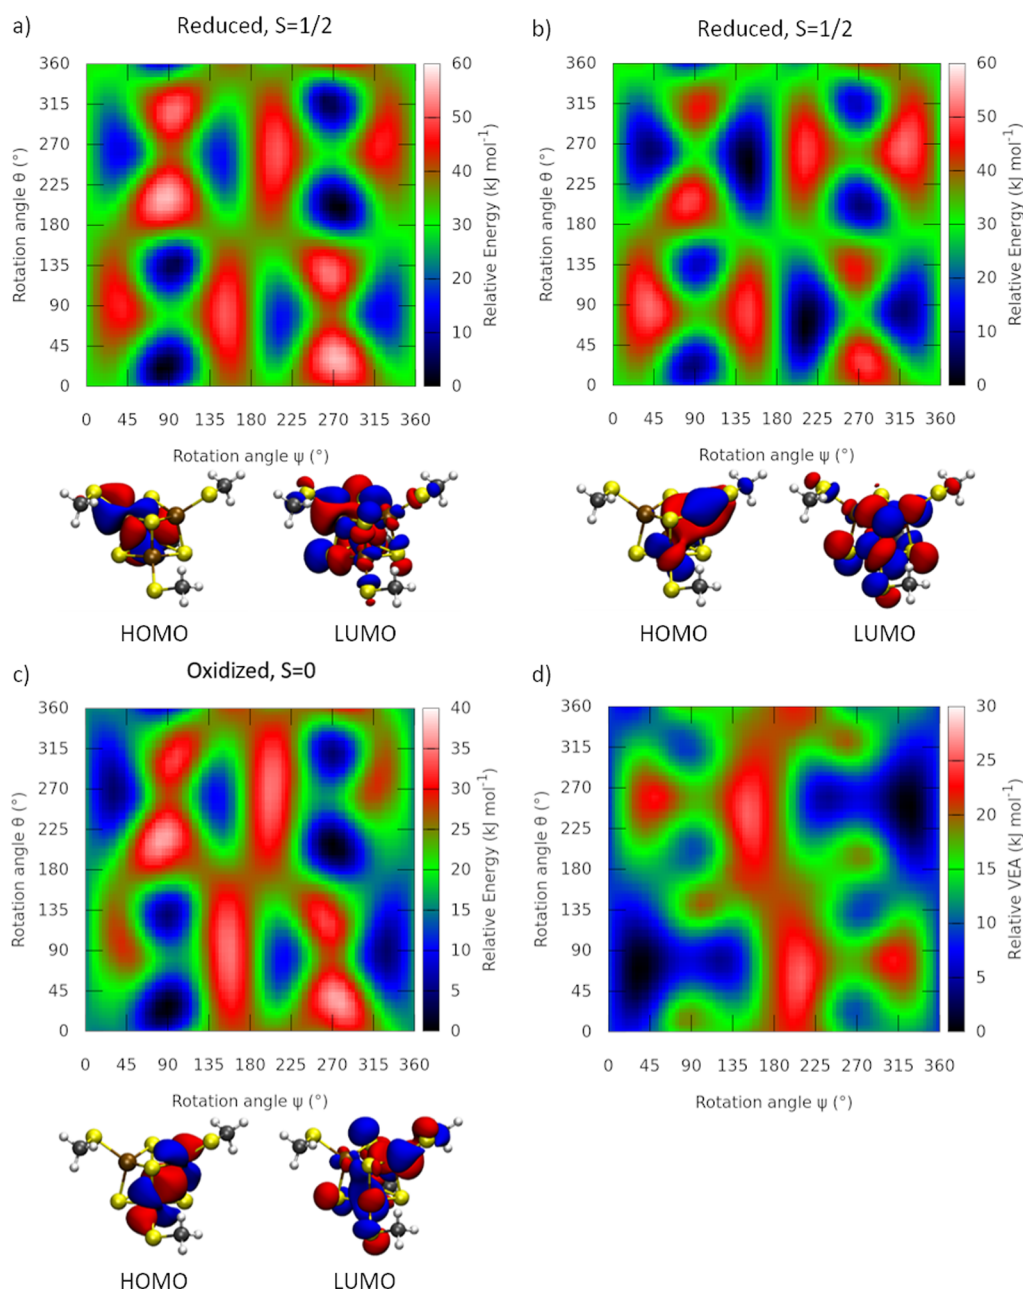 a)
Reduced, S=1/2
360
315
270
225
180
135
90
45
0
Rotation angle θ (°)
0 45 90 135 180 225 270 315 360
Rotation angle ψ (°)
60
50
40
30
20
10
0
Relative Energy (kJ mol⁻¹)
HOMO
LUMO
b)
Reduced, S=1/2
360
315
270
225
180
135
90
45
0
Rotation angle θ (°)
0 45 90 135 180 225 270 315 360
Rotation angle ψ (°)
60
50
40
30
20
10
0
Relative Energy (kJ mol⁻¹)
HOMO
LUMO
c)
Oxidized, S=0
360
315
270
225
180
135
90
45
0
Rotation angle θ (°)
0 45 90 135 180 225 270 315 360
Rotation angle ψ (°)
40
35
30
25
20
15
10
5
0
Relative Energy (kJ mol⁻¹)
HOMO
LUMO
d)
360
315
270
225
180
135
90
45
0
Rotation angle θ (°)
0 45 90 135 180 225 270 315 360
Rotation angle ψ (°)
30
25
20
15
10
5
0
Relative VEA (kJ mol⁻¹)